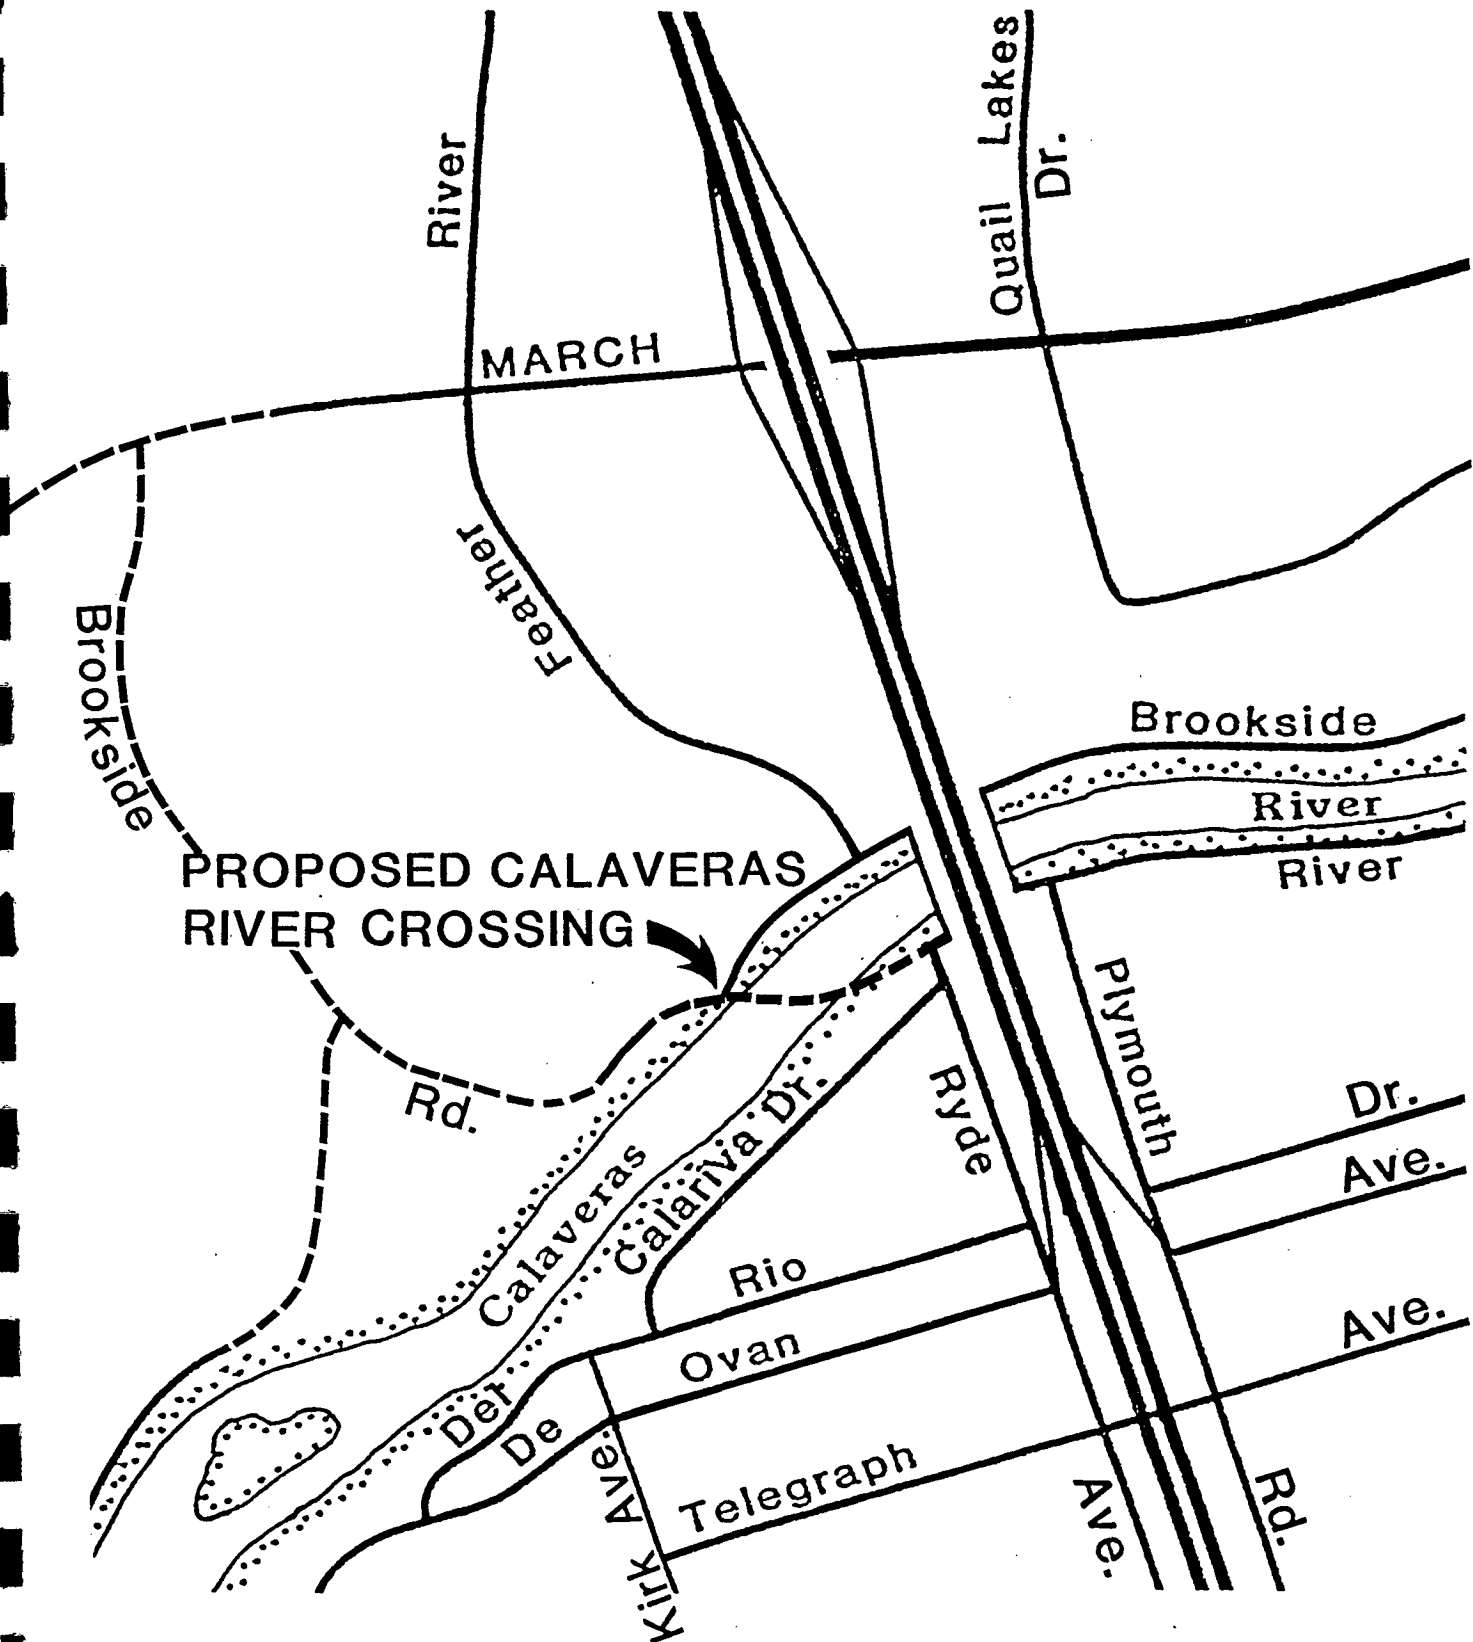 River
Quail Lakes
Dr.
MARCH
Feather
Brookside
Brookside
River
River
PROPOSED CALAVERAS
RIVER CROSSING
Rd.
Plymouth
Ryde
Calariva Dr.
Calaveras
Dr.
Ave.
Rio
Ovan
Ave.
Del
De
Telegraph
Kirk Ave.
Ave.
Rd.